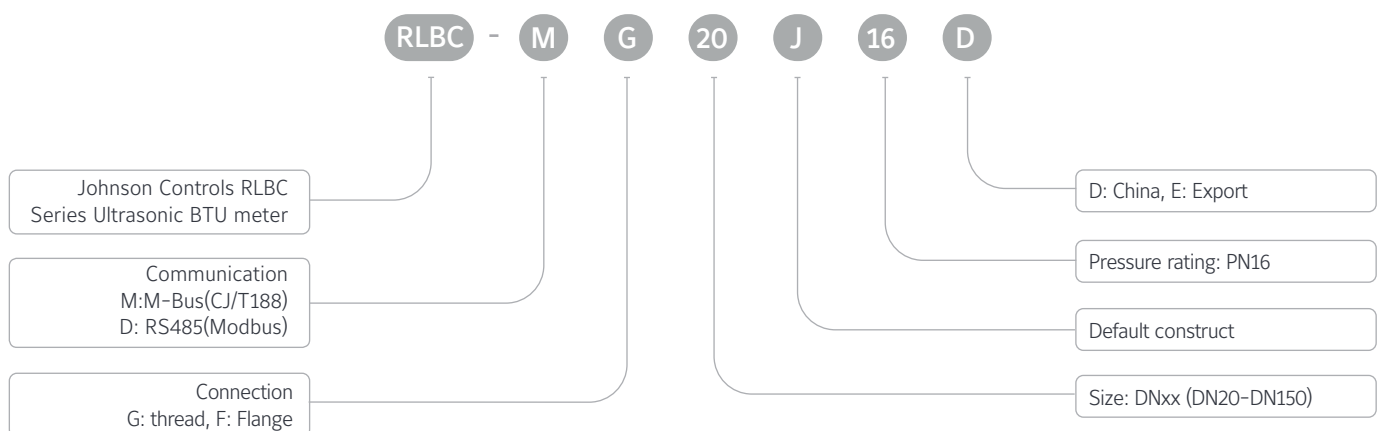 RLBC - M G 20 J 16 D
Johnson Controls RLBC
Series Ultrasonic BTU meter
Communication
M:M-Bus(CJ/T188)
D: RS485(Modbus)
Connection
G: thread, F: Flange
D: China, E: Export
Pressure rating: PN16
Default construct
Size: DNxx (DN20-DN150)